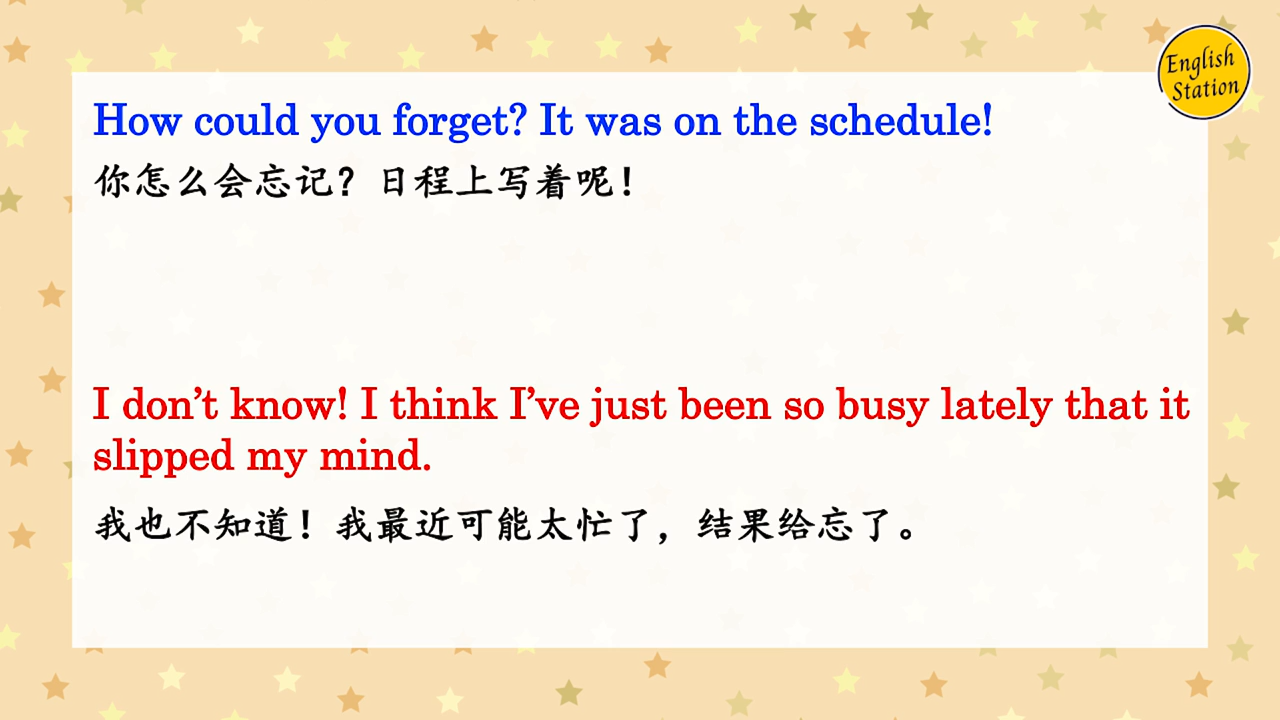 English
Station
How could you forget? It was on the schedule!
你怎么会忘记？日程上写着呢！
I don’t know! I think I’ve just been so busy lately that it
slipped my mind.
我也不知道！我最近可能太忙了，结果给忘了。